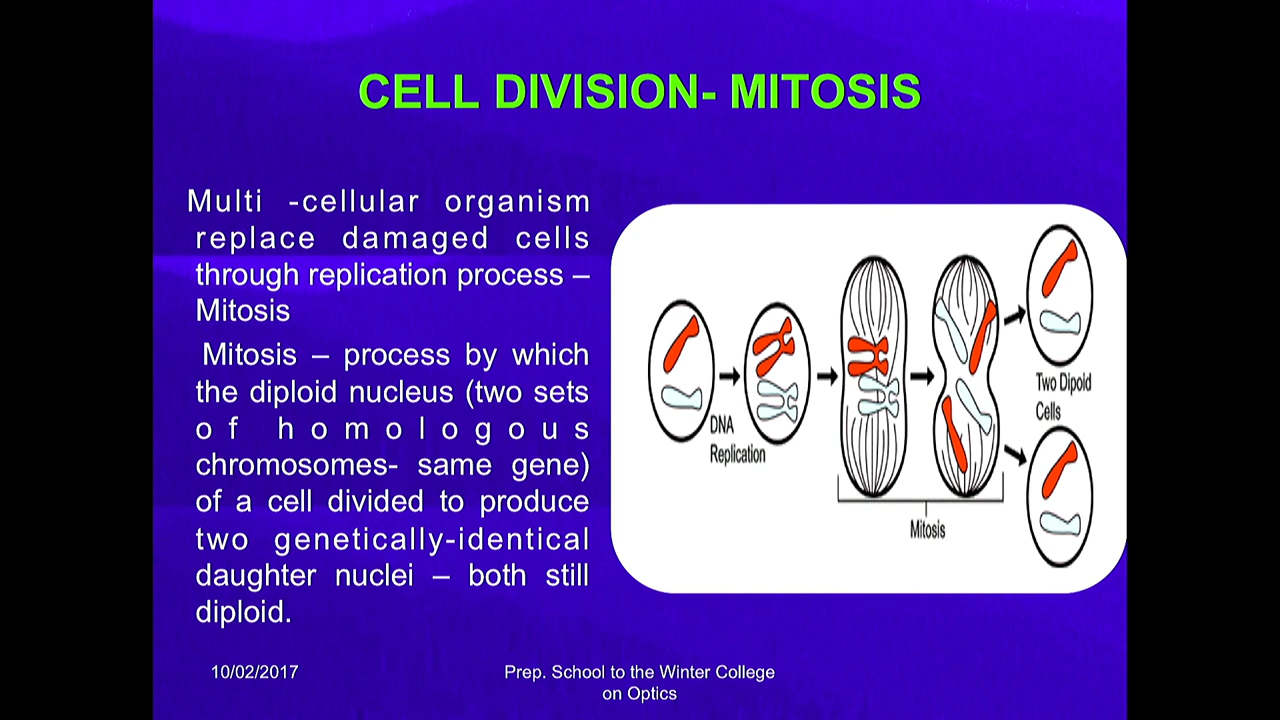 CELL DIVISION- MITOSIS
Multi -cellular organism
replace damaged cells
through replication process –
Mitosis
Mitosis – process by which
the diploid nucleus (two sets
of homologous
chromosomes- same gene)
of a cell divided to produce
two genetically-identical
daughter nuclei – both still
diploid.
DNA
Replication
Mitosis
Two Dipoid
Cells
10/02/2017
Prep. School to the Winter College
on Optics